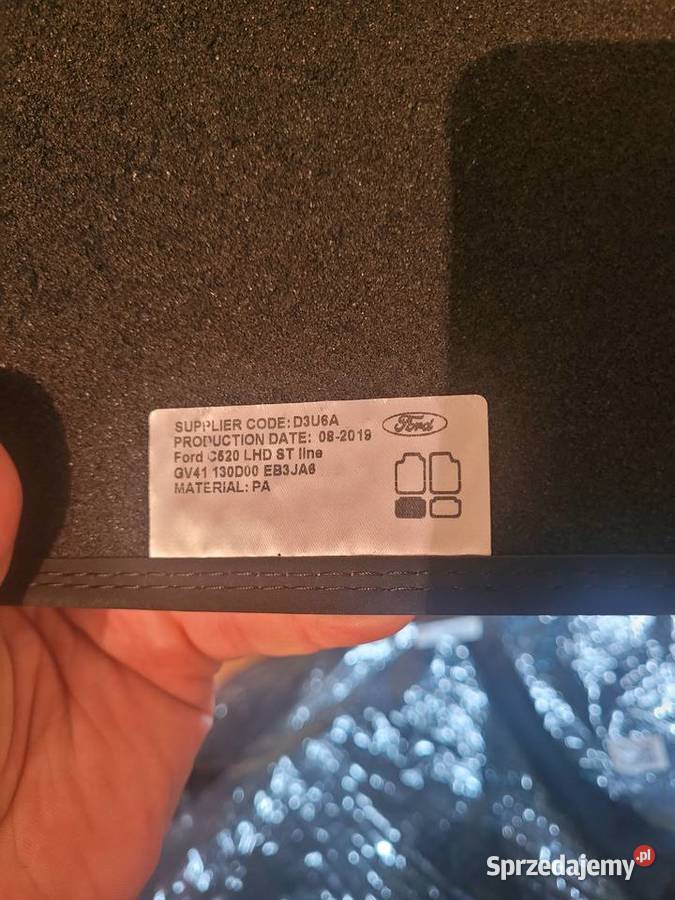 SUPPLIER CODE: D3U6A
Ford
PRODUCTION DATE: 08-2019
Ford C520 LHD ST line
GV41 130D00 EB3JA6
MATERIAL: PA
Sprzedajemy.pl